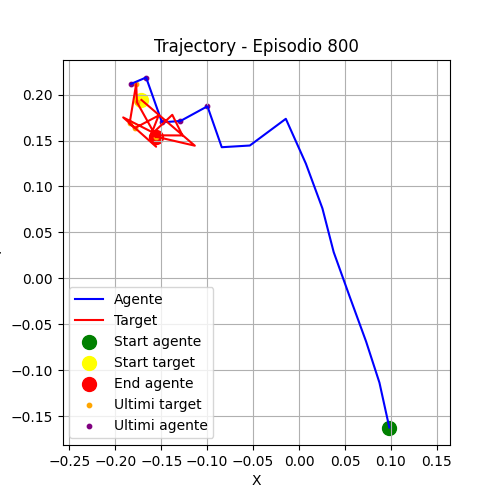 Trajectory - Episodio 800
0.20
0.15
0.10
0.05
0.00
−0.05
−0.10
−0.15
Agente
Target
Start agente
Start target
End agente
Ultimi target
Ultimi agente
−0.25 −0.20 −0.15 −0.10 −0.05 0.00 0.05 0.10 0.15
X